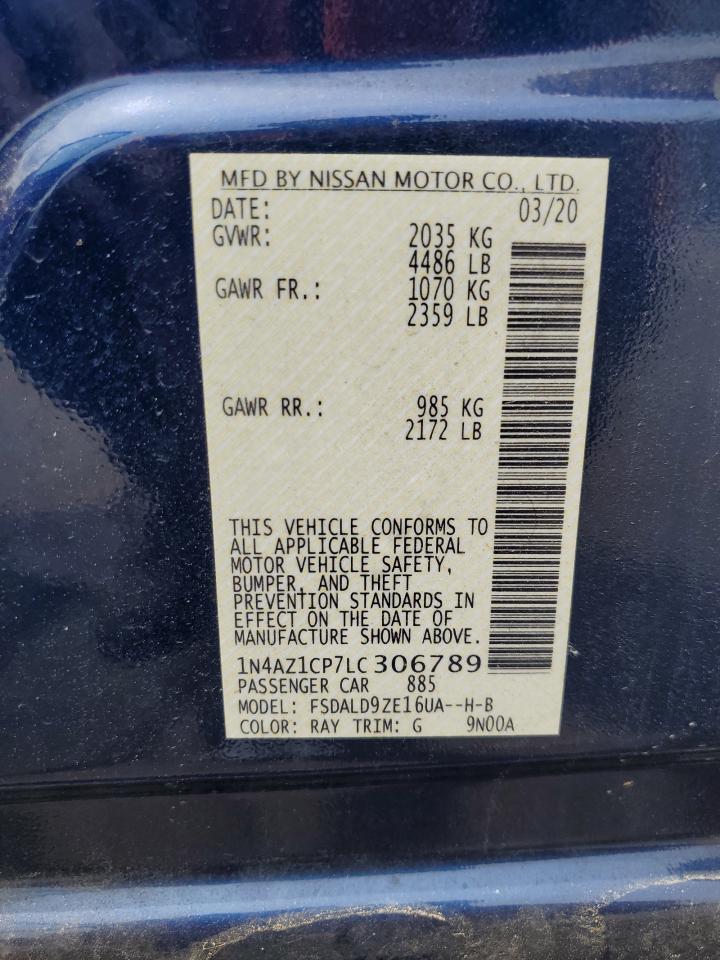 MFD BY NISSAN MOTOR CO., LTD.
DATE: 03/20
GVWR: 2035 KG
4486 LB
GAWR FR.: 1070 KG
2359 LB
GAWR RR.: 985 KG
2172 LB
THIS VEHICLE CONFORMS TO
ALL APPLICABLE FEDERAL
MOTOR VEHICLE SAFETY,
BUMPER, AND THEFT
PREVENTION STANDARDS IN
EFFECT ON THE DATE OF
MANUFACTURE SHOWN ABOVE.
1N4AZ1CP7LC 306789
PASSENGER CAR 885
MODEL: FSDALD9ZE16UA--H-B
COLOR: RAY TRIM: G 9N00A